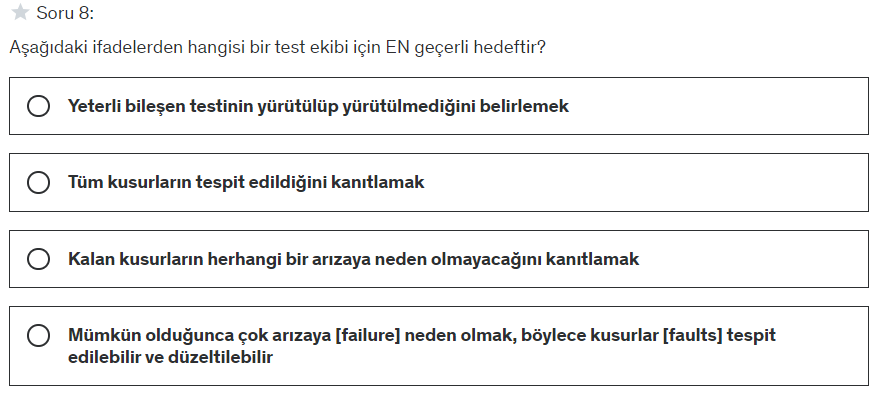 Soru 8:
Aşağıdaki ifadelerden hangisi bir test ekibi için EN geçerli hedeftir?
Yeterli bileşen testinin yürütülüp yürütülmediğini belirlemek
Tüm kusurların tespit edildiğini kanıtlamak
Kalan kusurların herhangi bir arızaya neden olmayacağını kanıtlamak
Mümkün olduğunca çok arızaya [failure] neden olmak, böylece kusurlar [faults] tespit
edilebilir ve düzeltilebilir